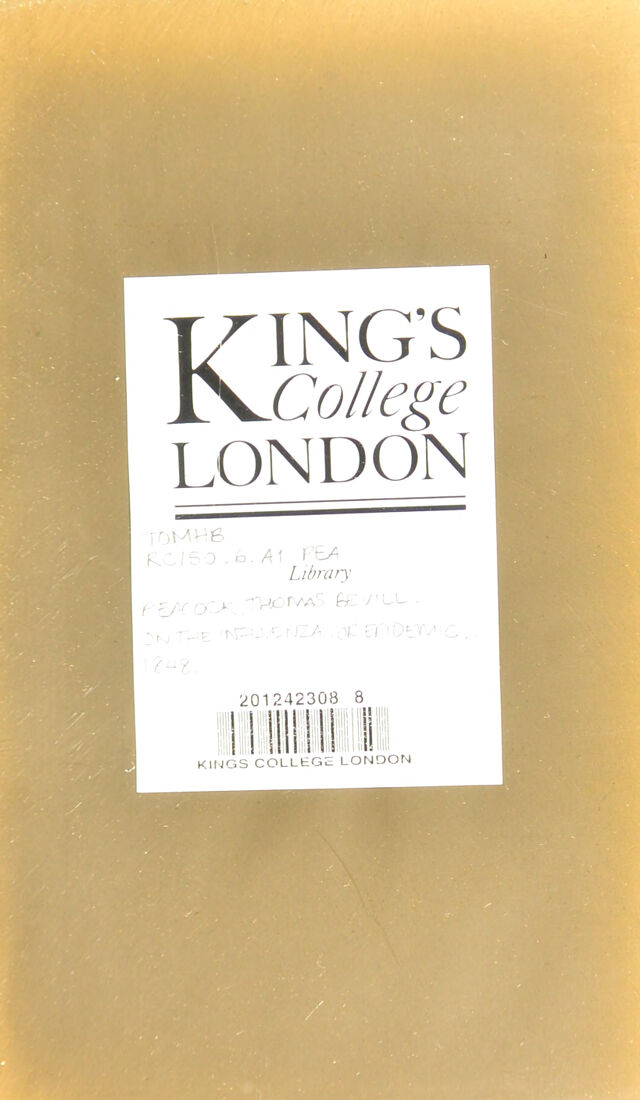 KING'S
College
LONDON
TOMHB
RC150.6.A1 PEA
Library
PEACOCK, THOMAS BEVILL.
ON THE INFLUENZA, OR EPIDEMIC..
1848.
201242308 8
KINGS COLLEGE LONDON